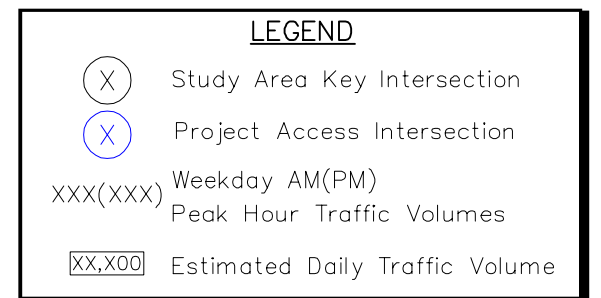 LEGEND
X Study Area Key Intersection
X Project Access Intersection
XXX(XXX) Weekday AM(PM)
Peak Hour Traffic Volumes
XX,X00 Estimated Daily Traffic Volume